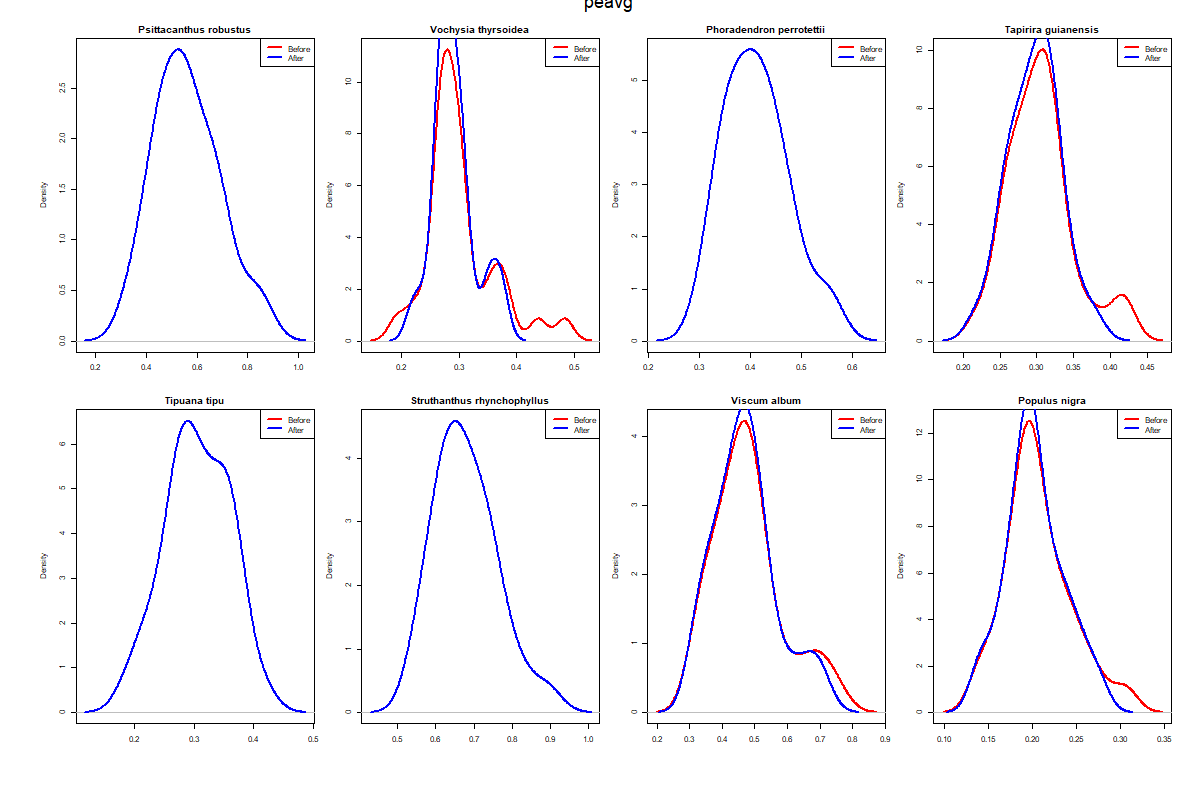 peavg
Psittacanthus robustus
Before
After
Density
0.0 0.5 1.0 1.5 2.0 2.5
0.2 0.4 0.6 0.8 1.0
Vochysia thyrsoidea
Before
After
0 2 4 6 8 10
0.2 0.3 0.4 0.5
Phoradendron perrotettii
Before
After
Density
0 1 2 3 4 5
0.2 0.3 0.4 0.5 0.6
Tapirira guianensis
Before
After
Density
0 2 4 6 8 10
0.20 0.25 0.30 0.35 0.40 0.45
Tipuana tipu
Before
After
Density
0 1 2 3 4 5 6
0.2 0.3 0.4 0.5
Struthanthus rhynchophyllus
Before
After
0 1 2 3 4
0.5 0.6 0.7 0.8 0.9 1.0
Viscum album
Before
After
Density
0 1 2 3 4
0.2 0.3 0.4 0.5 0.6 0.7 0.8 0.9
Populus nigra
Before
After
Density
0 2 4 6 8 10 12
0.10 0.15 0.20 0.25 0.30 0.35